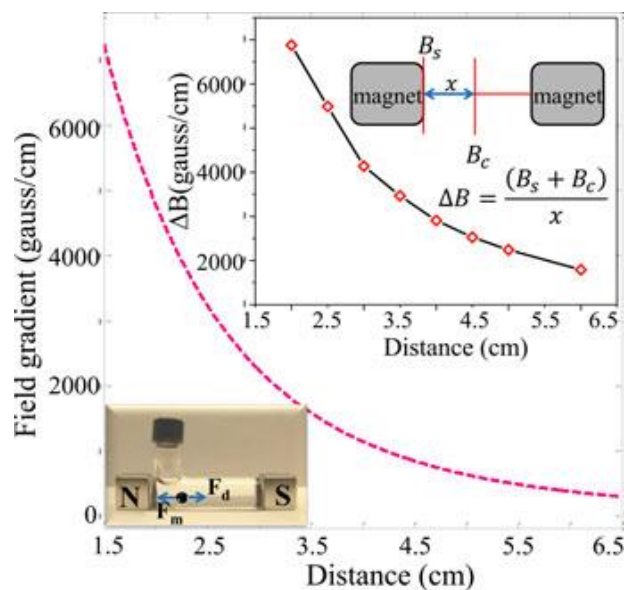 Field gradient (gauss/cm)
6000
4000
2000
0
1.5
2.5
3.5
4.5
5.5
6.5
Distance (cm)
ΔB(gauss/cm)
6000
4000
2000
1.5
2.5
3.5
4.5
5.5
6.5
Distance (cm)
B_s
magnet
x
magnet
B_c
ΔB = (B_s + B_c) / x
N
F_m
F_d
S